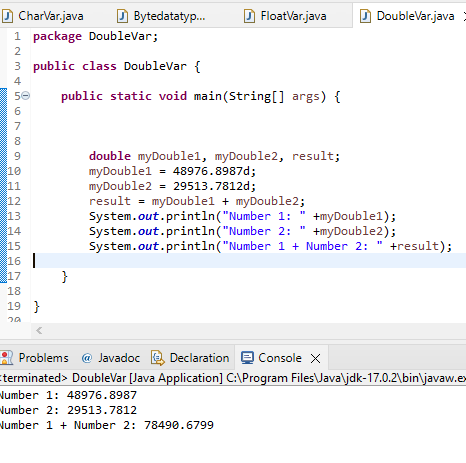 CharVar.java Bytedatatyp... FloatVar.java DoubleVar.java
1 package DoubleVar;
2
3 public class DoubleVar {
4
5 public static void main(String[] args) {
6
7
8
9 double myDouble1, myDouble2, result;
10 myDouble1 = 48976.8987d;
11 myDouble2 = 29513.7812d;
12 result = myDouble1 + myDouble2;
13 System.out.println("Number 1: " +myDouble1);
14 System.out.println("Number 2: " +myDouble2);
15 System.out.println("Number 1 + Number 2: " +result);
16
17 }
18
19 }
20
Problems @ Javadoc Declaration Console
<terminated> DoubleVar [Java Application] C:\Program Files\Java\jdk-17.0.2\bin\javaw.ex
Number 1: 48976.8987
Number 2: 29513.7812
Number 1 + Number 2: 78490.6799